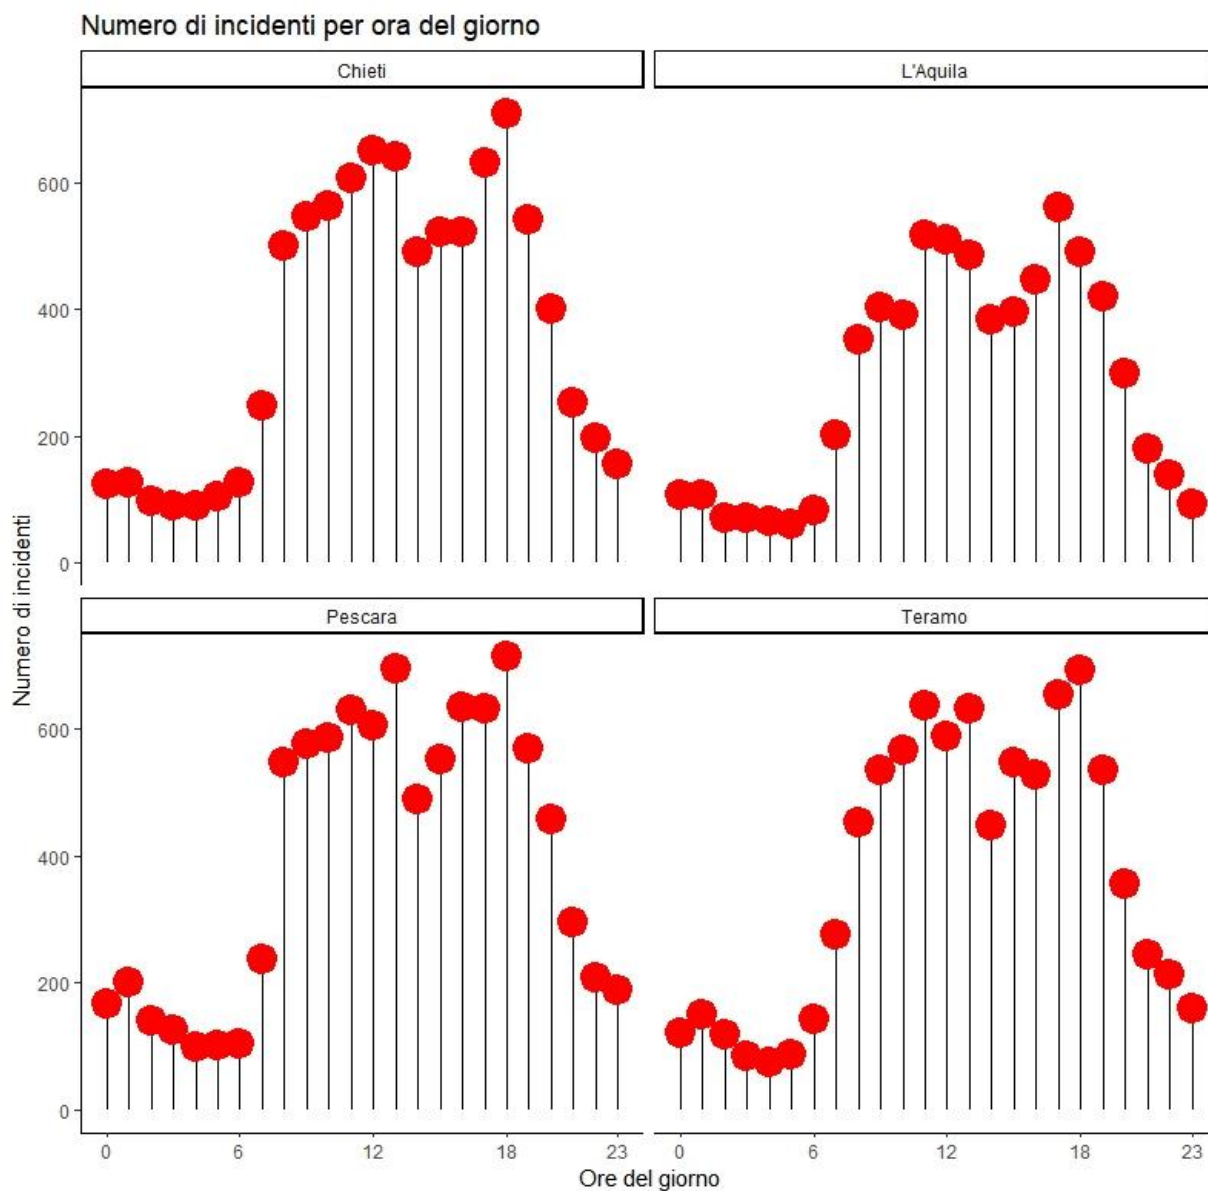 Numero di incidenti per ora del giorno
Chieti
L'Aquila
600
400
200
0
Numero di incidenti
Pescara
Teramo
600
400
200
0
0 6 12 18 23 0 6 12 18 23
Ore del giorno